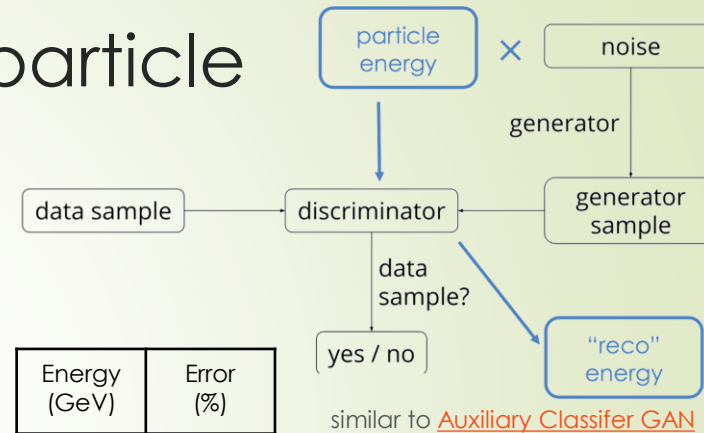 particle
particle
energy
×
noise
generator
data sample
discriminator
generator
sample
data
sample?
yes / no
"reco"
energy
Energy
(GeV)
Error
(%)
similar to Auxiliary Classifer GAN